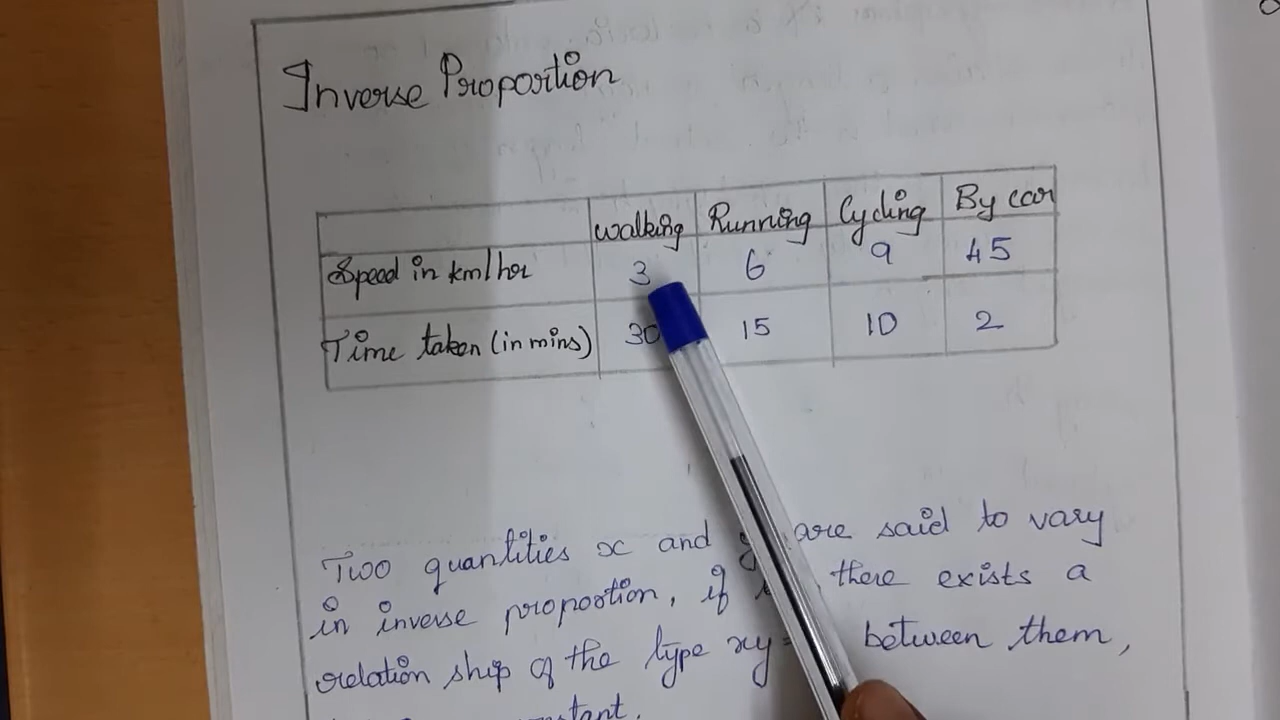 Inverse Proportion
walking Running Cycling By car
Speed in km/hr 3 6 9 45
Time taken (in mins) 30 15 10 2
Two quantities x and are said to vary
in inverse proportion, if there exists a
relation ship of the type xy= between them,